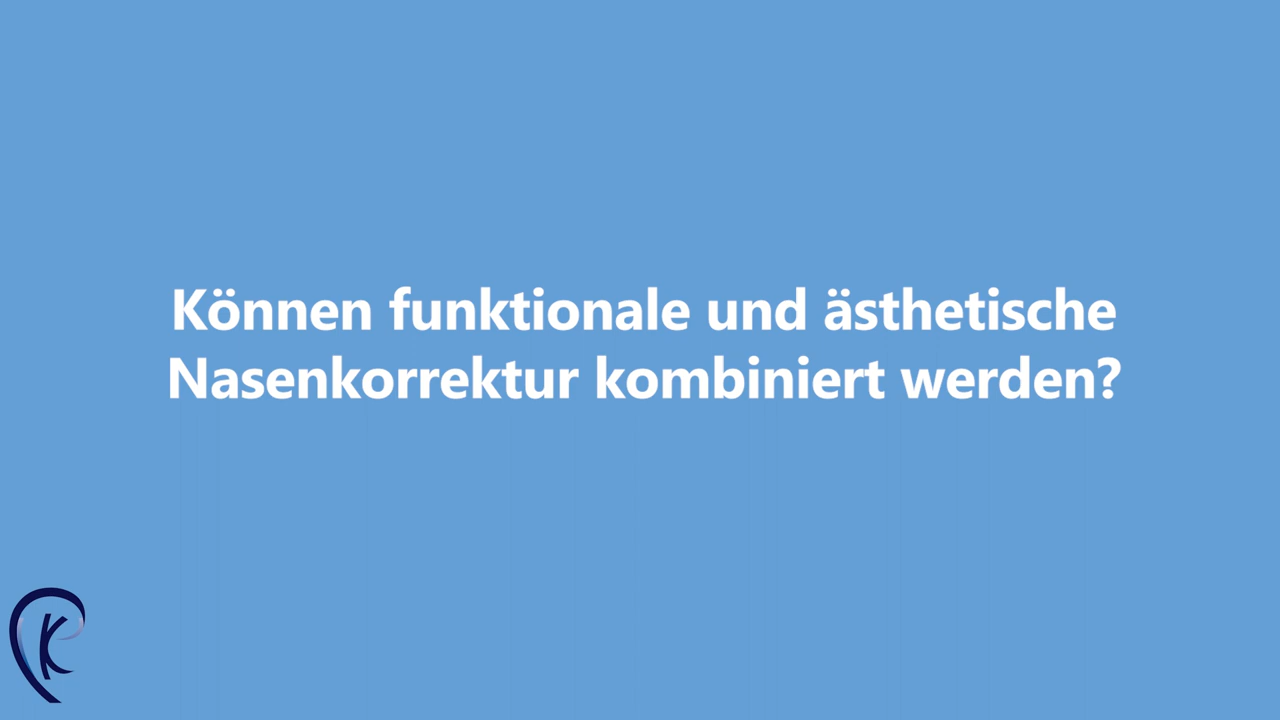 Können funktionale und ästhetische
Nasenkorrektur kombiniert werden?
K